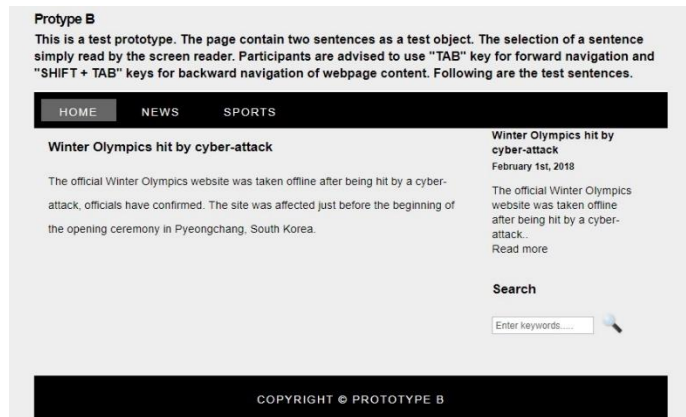 Protype B
This is a test prototype. The page contain two sentences as a test object. The selection of a sentence
simply read by the screen reader. Participants are advised to use "TAB" key for forward navigation and
"SHIFT + TAB" keys for backward navigation of webpage content. Following are the test sentences.
HOME NEWS SPORTS
Winter Olympics hit by cyber-attack
The official Winter Olympics website was taken offline after being hit by a cyber-
attack, officials have confirmed. The site was affected just before the beginning of
the opening ceremony in Pyeongchang, South Korea.
Winter Olympics hit by
cyber-attack
February 1st, 2018
The official Winter Olympics
website was taken offline
after being hit by a cyber-
attack..
Read more
Search
Enter keywords.....
COPYRIGHT © PROTOTYPE B